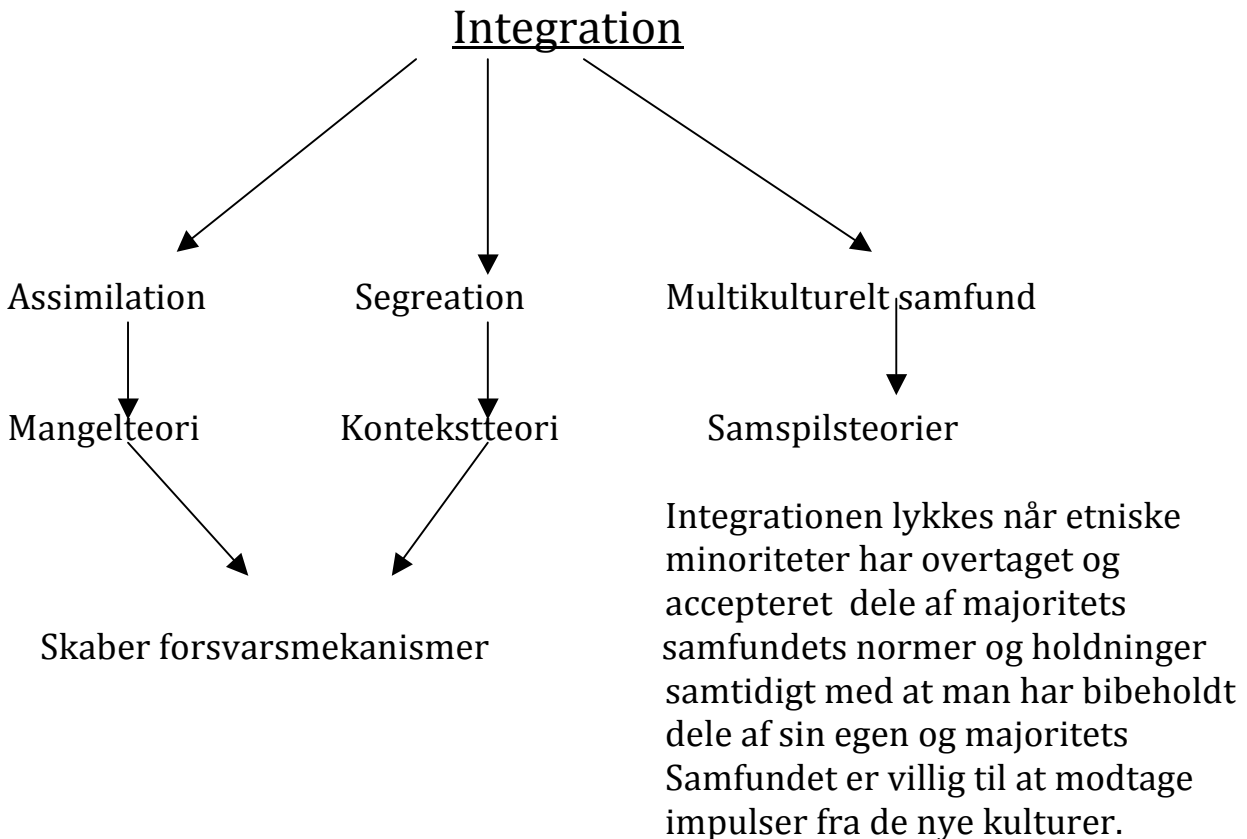 Integration
Assimilation Segreation Multikulturelt samfund
Mangelteori Kontekstteori Samspilsteorier
Skaber forsvarsmekanismer
Integrationen lykkes når etniske
minoriteter har overtaget og
accepteret dele af majoritets
samfundets normer og holdninger
samtidigt med at man har bibeholdt
dele af sin egen og majoritets
Samfundet er villig til at modtage
impulser fra de nye kulturer.